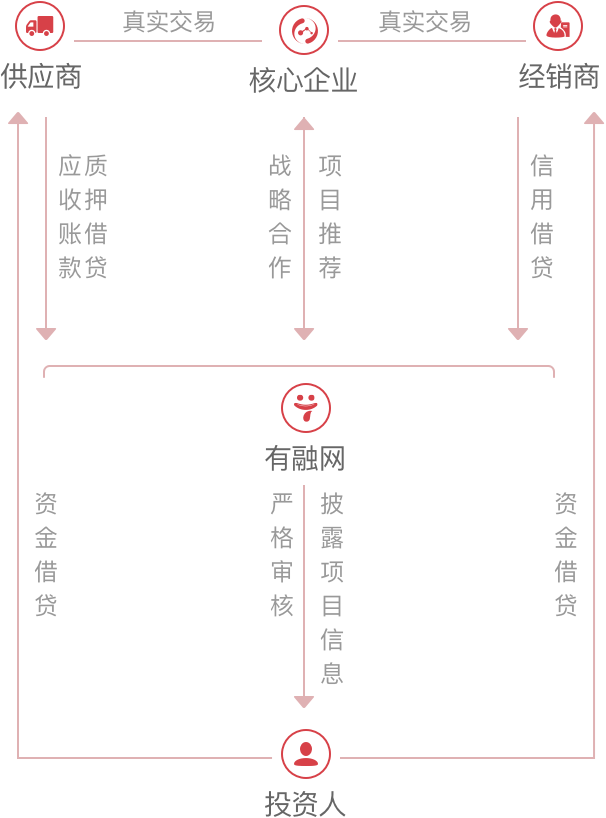 真实交易
真实交易
供应商
核心企业
经销商
应收账款
质押借贷
战略合作
项目推荐
信用借贷
有融网
资金借贷
严格审核
披露项目信息
资金借贷
投资人